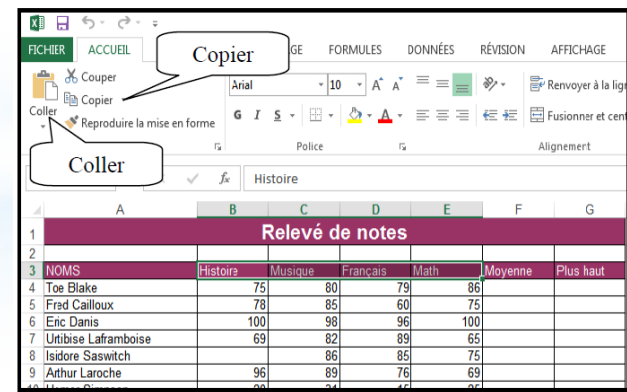 FICHIER ACCUEIL GE FORMULES DONNÉES RÉVISION AFFICHAGE
Copier
Couper
Copier
Reproduire la mise en forme
Coller
Arial 10 A A
G I S A
Renvoyer à la lig
Fusionner et cent
Police Alignement
Coller
fx Histoire
A B C D E F G
1 Relevé de notes
2
3 NOMS Histoire Musique Français Math Moyenne Plus haut
4 Toe Blake 75 80 79 86
5 Fred Cailloux 78 85 60 75
6 Eric Danis 100 98 96 100
7 Urtibise Laframboise 69 82 89 65
8 Isidore Saswitch 86 85 75
9 Arthur Laroche 96 89 76 69